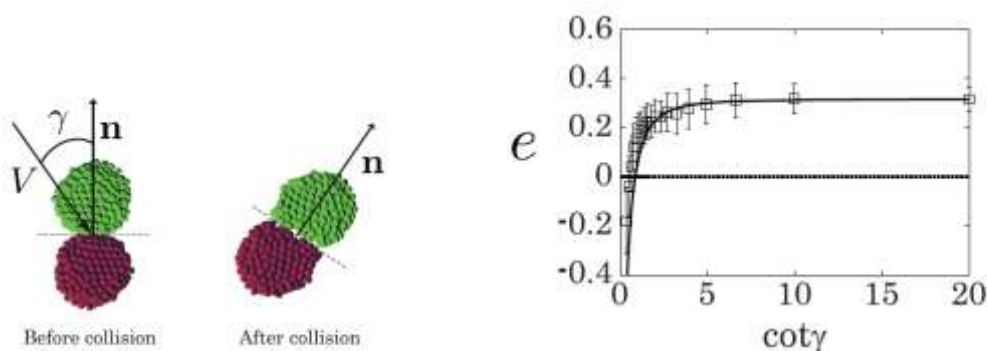 γ
n
V
Before collision
n
After collision
0.6
0.4
0.2
0
-0.2
-0.4
e
0 5 10 15 20
cotγ